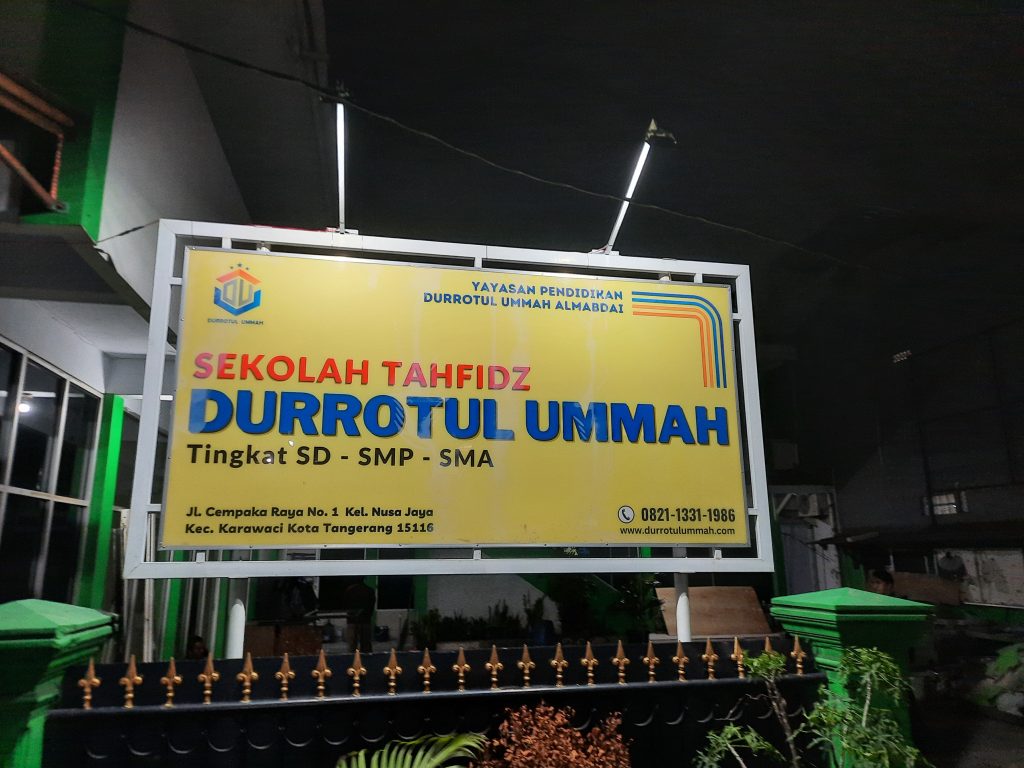 DU
DURROTUL UMMAH
YAYASAN PENDIDIKAN
DURROTUL UMMAH ALMABDAI
SEKOLAH TAHFIDZ
DURROTUL UMMAH
Tingkat SD - SMP - SMA
Jl. Cempaka Raya No. 1 Kel. Nusa Jaya
Kec. Karawaci Kota Tangerang 15116
0821-1331-1986
www.durrotulummah.com